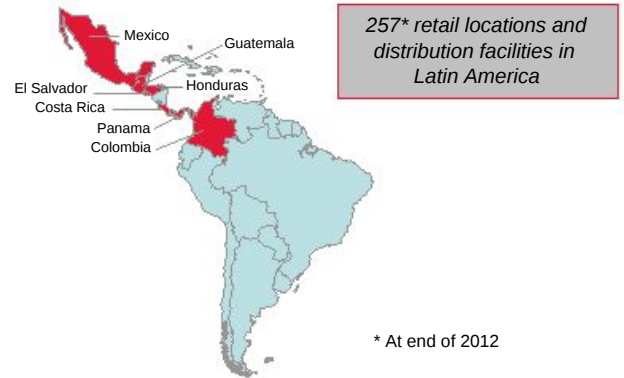 257* retail locations and
distribution facilities in
Latin America
Mexico
Guatemala
El Salvador
Honduras
Costa Rica
Panama
Colombia
* At end of 2012